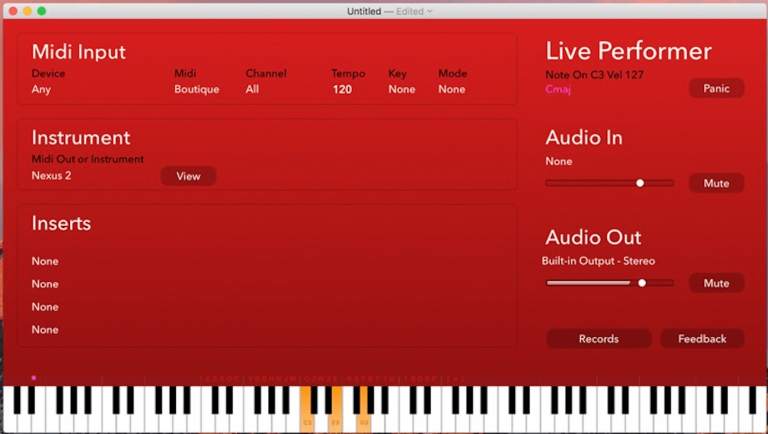 Untitled — Edited
Midi Input
Device Midi Channel Tempo Key Mode
Any Boutique All 120 None None
Live Performer
Note On C3 Vel 127
Cmaj
Panic
Instrument
Midi Out or Instrument
Nexus 2 View
Audio In
None
Mute
Inserts
None
None
None
None
Audio Out
Built-in Output - Stereo
Mute
Records Feedback
C3 E3 G3